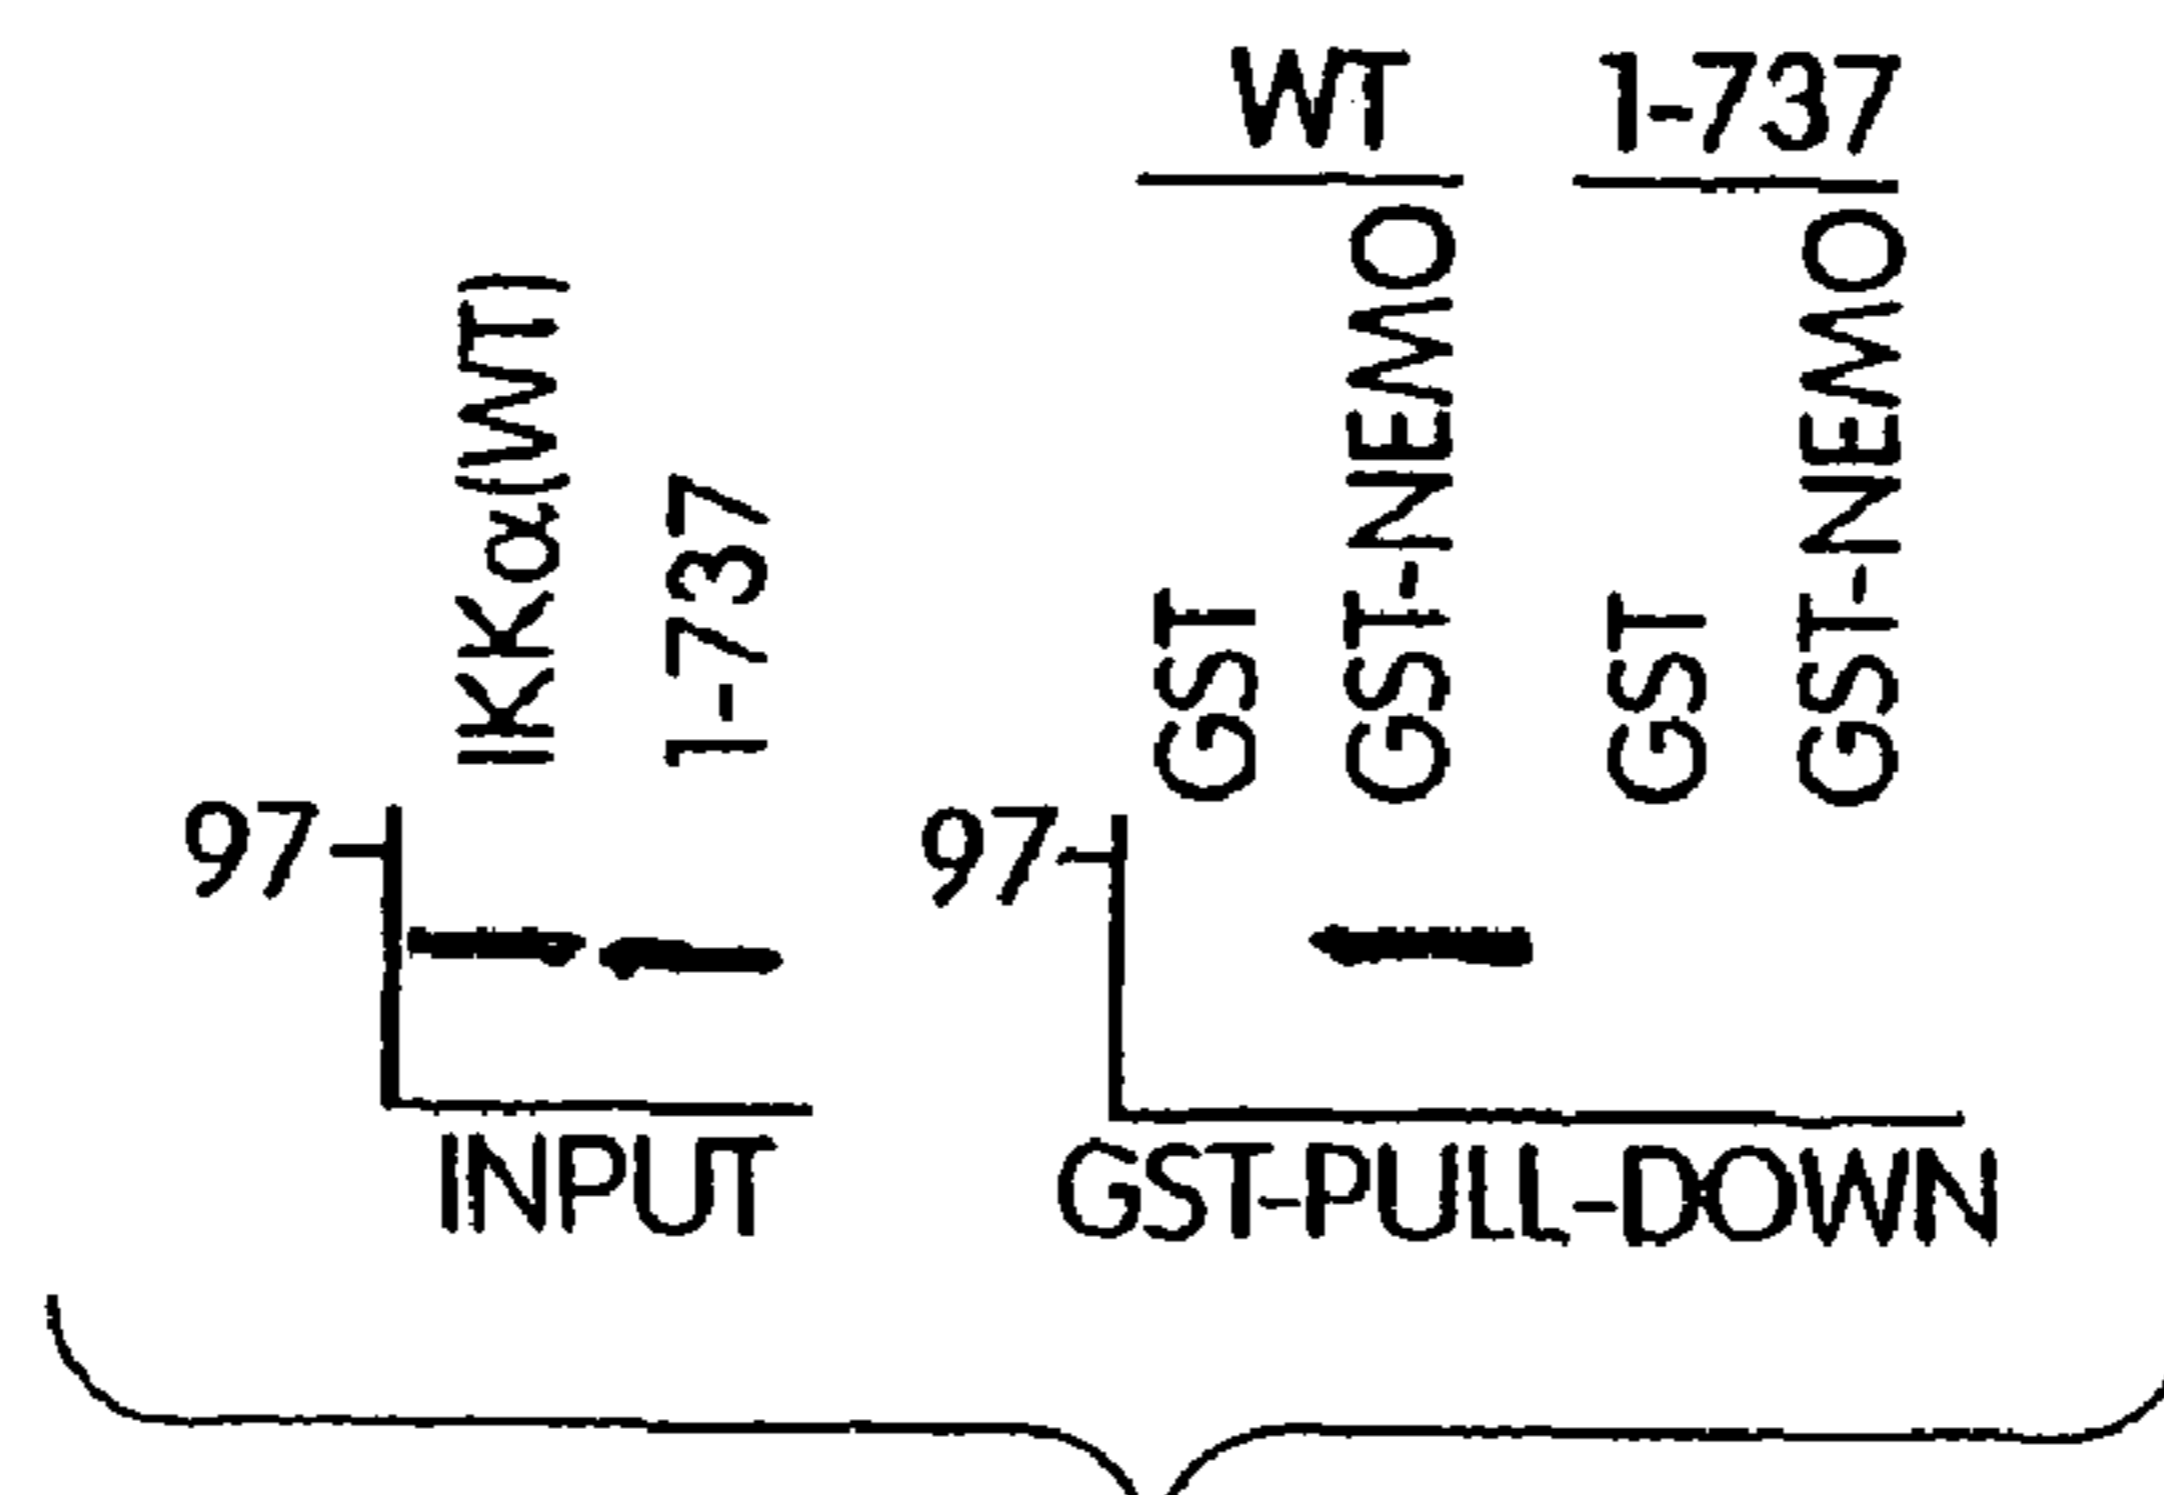 WT 1-737
IKKα(WT)
1-737
GST
GST-NEMO
GST
GST-NEMO
97
97
INPUT
GST-PULL-DOWN